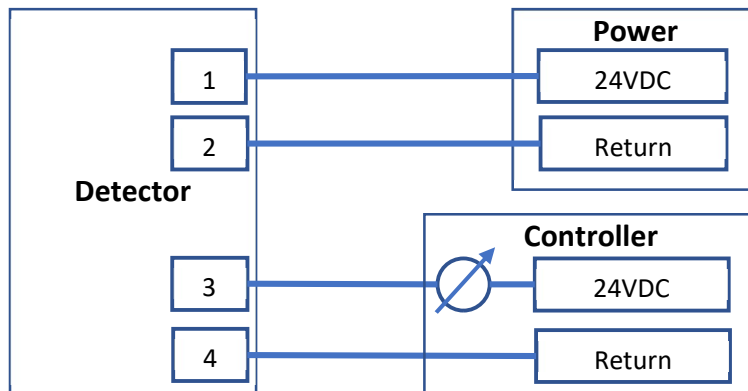 Power
1
24VDC
2
Return
Detector
Controller
3
24VDC
4
Return